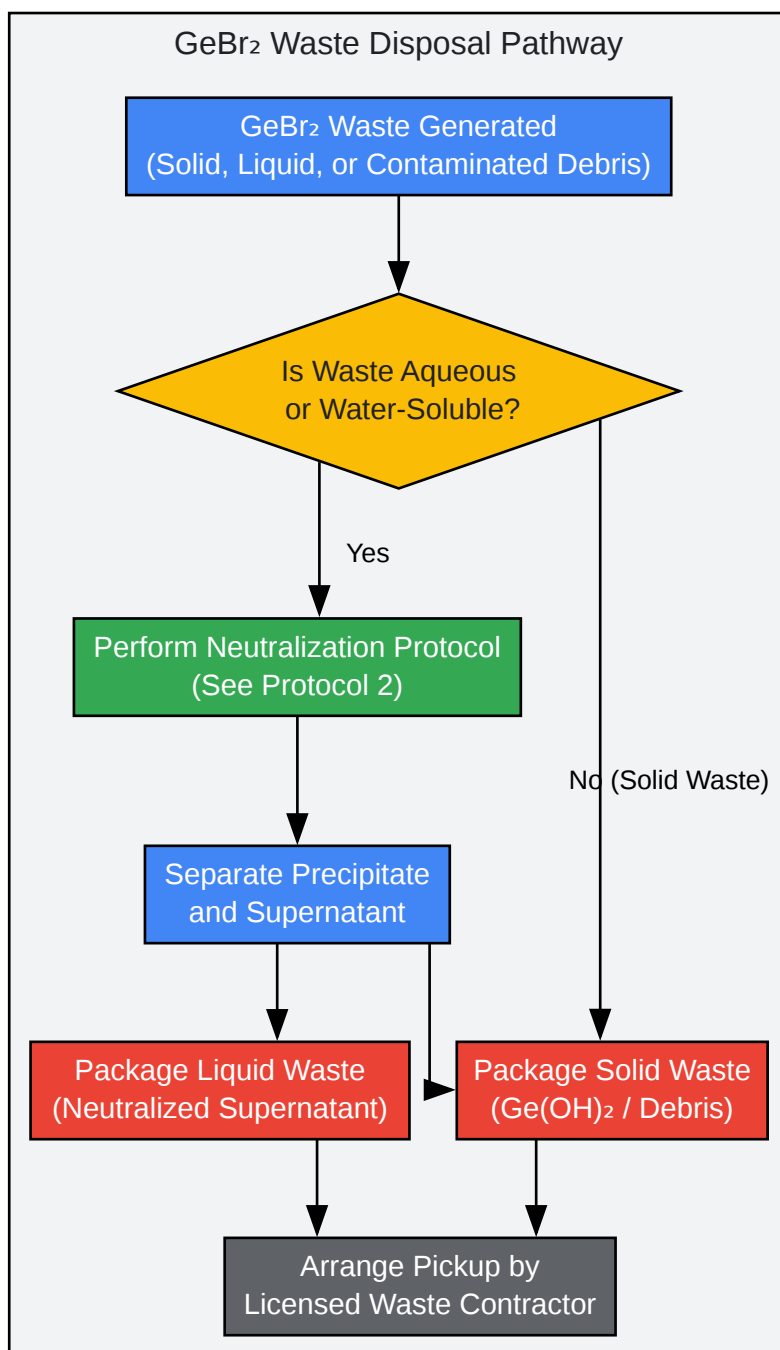 GeBr₂ Waste Disposal Pathway
GeBr₂ Waste Generated
(Solid, Liquid, or Contaminated Debris)
Is Waste Aqueous
or Water-Soluble?
Yes
Perform Neutralization Protocol
(See Protocol 2)
No (Solid Waste)
Separate Precipitate
and Supernatant
Package Liquid Waste
(Neutralized Supernatant)
Package Solid Waste
(Ge(OH)₂ / Debris)
Arrange Pickup by
Licensed Waste Contractor